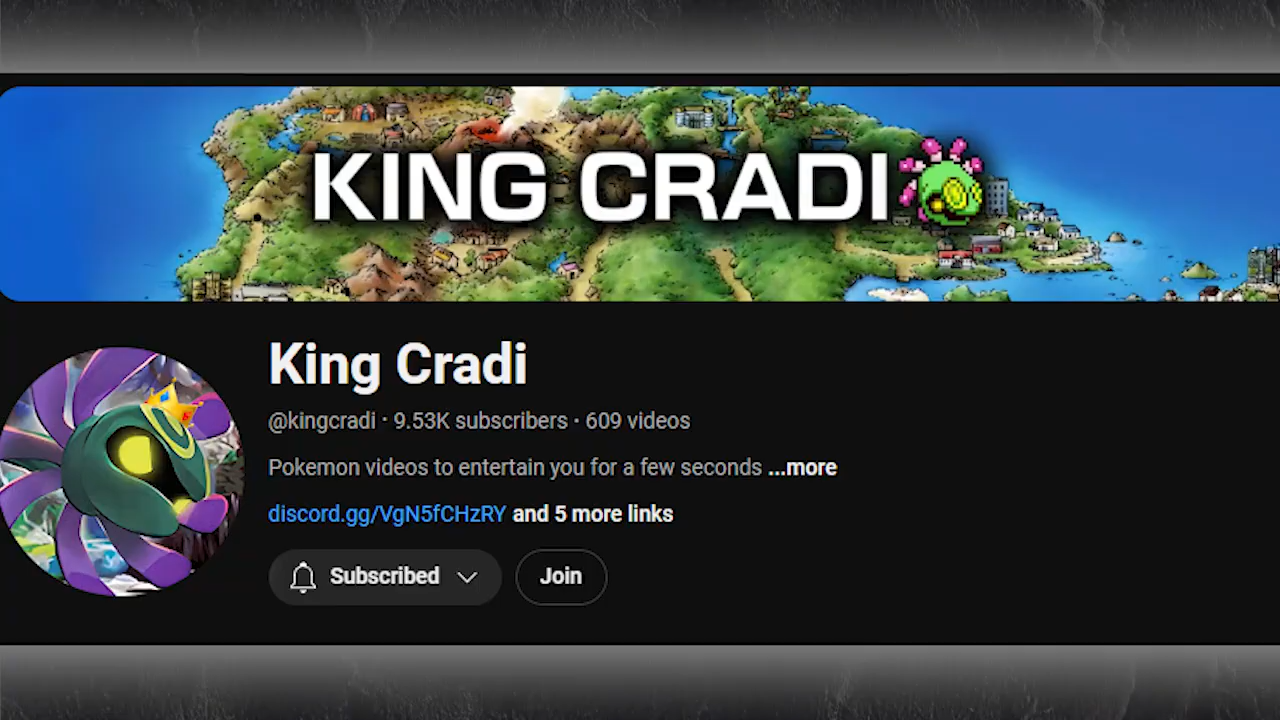 KING CRADI
King Cradi
@kingcradi · 9.53K subscribers · 609 videos
Pokemon videos to entertain you for a few seconds ...more
discord.gg/VgN5fCHzRY and 5 more links
Subscribed
Join